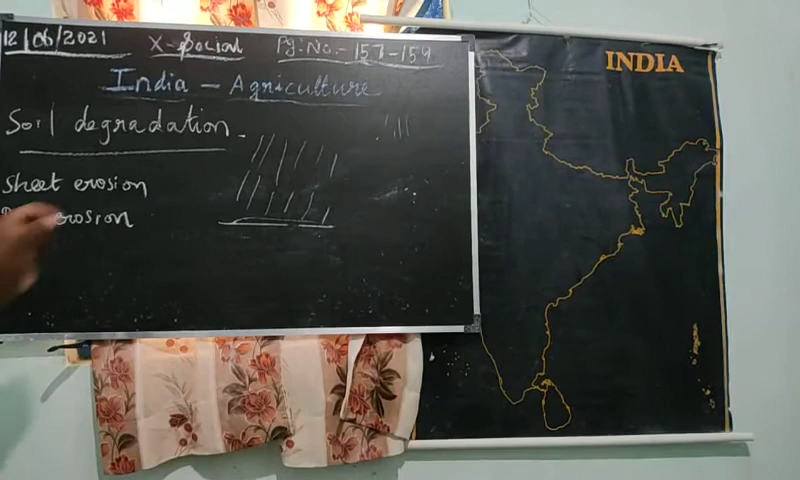 12/06/2021 X-Social Pg: No.- 157-159
India - Agriculture
Soil degradation -
Sheet erosion
erosion
INDIA